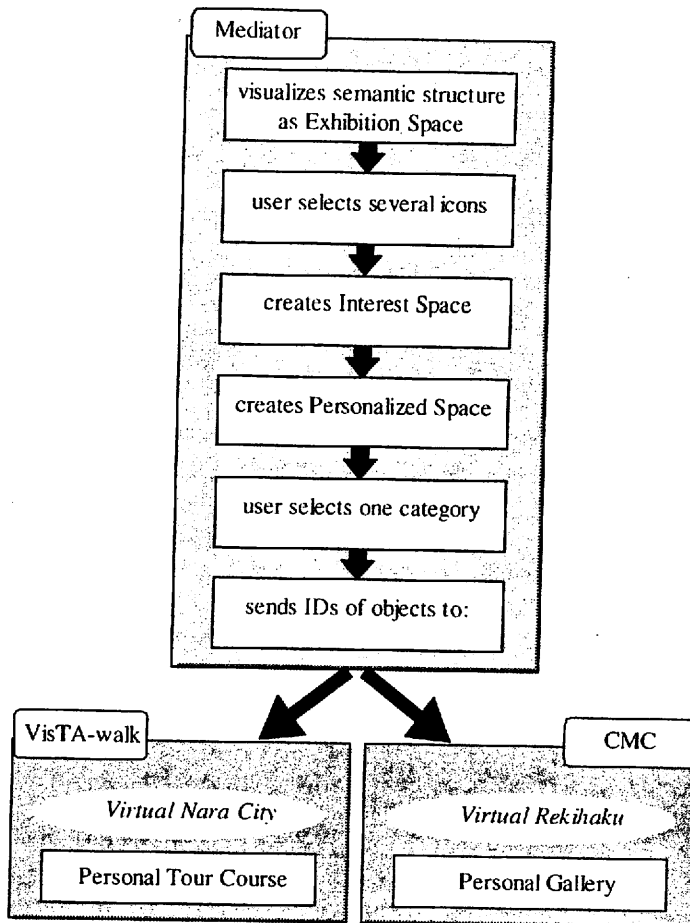 Mediator
visualizes semantic structure
as Exhibition Space
user selects several icons
creates Interest Space
creates Personalized Space
user selects one category
sends IDs of objects to:
VisTA-walk
CMC
Virtual Nara City
Virtual Rekihaku
Personal Tour Course
Personal Gallery